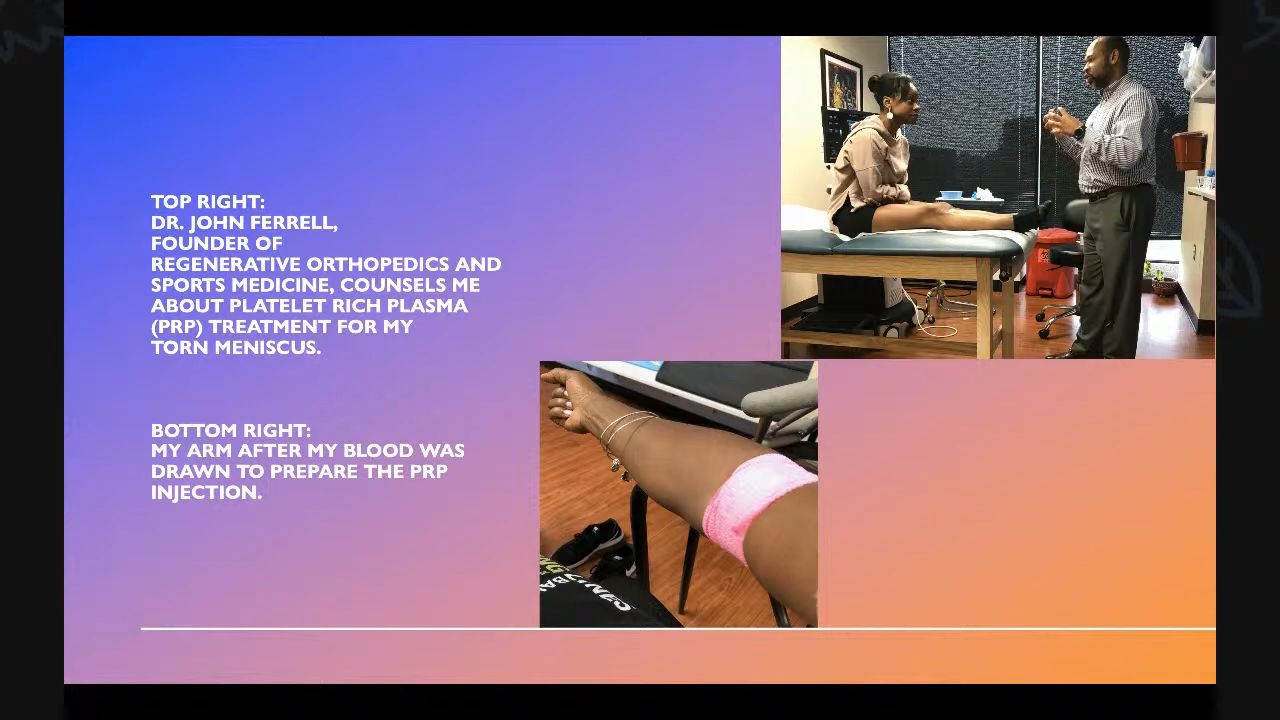 TOP RIGHT:
DR. JOHN FERRELL,
FOUNDER OF
REGENERATIVE ORTHOPEDICS AND
SPORTS MEDICINE, COUNSELS ME
ABOUT PLATELET RICH PLASMA
(PRP) TREATMENT FOR MY
TORN MENISCUS.
BOTTOM RIGHT:
MY ARM AFTER MY BLOOD WAS
DRAWN TO PREPARE THE PRP
INJECTION.